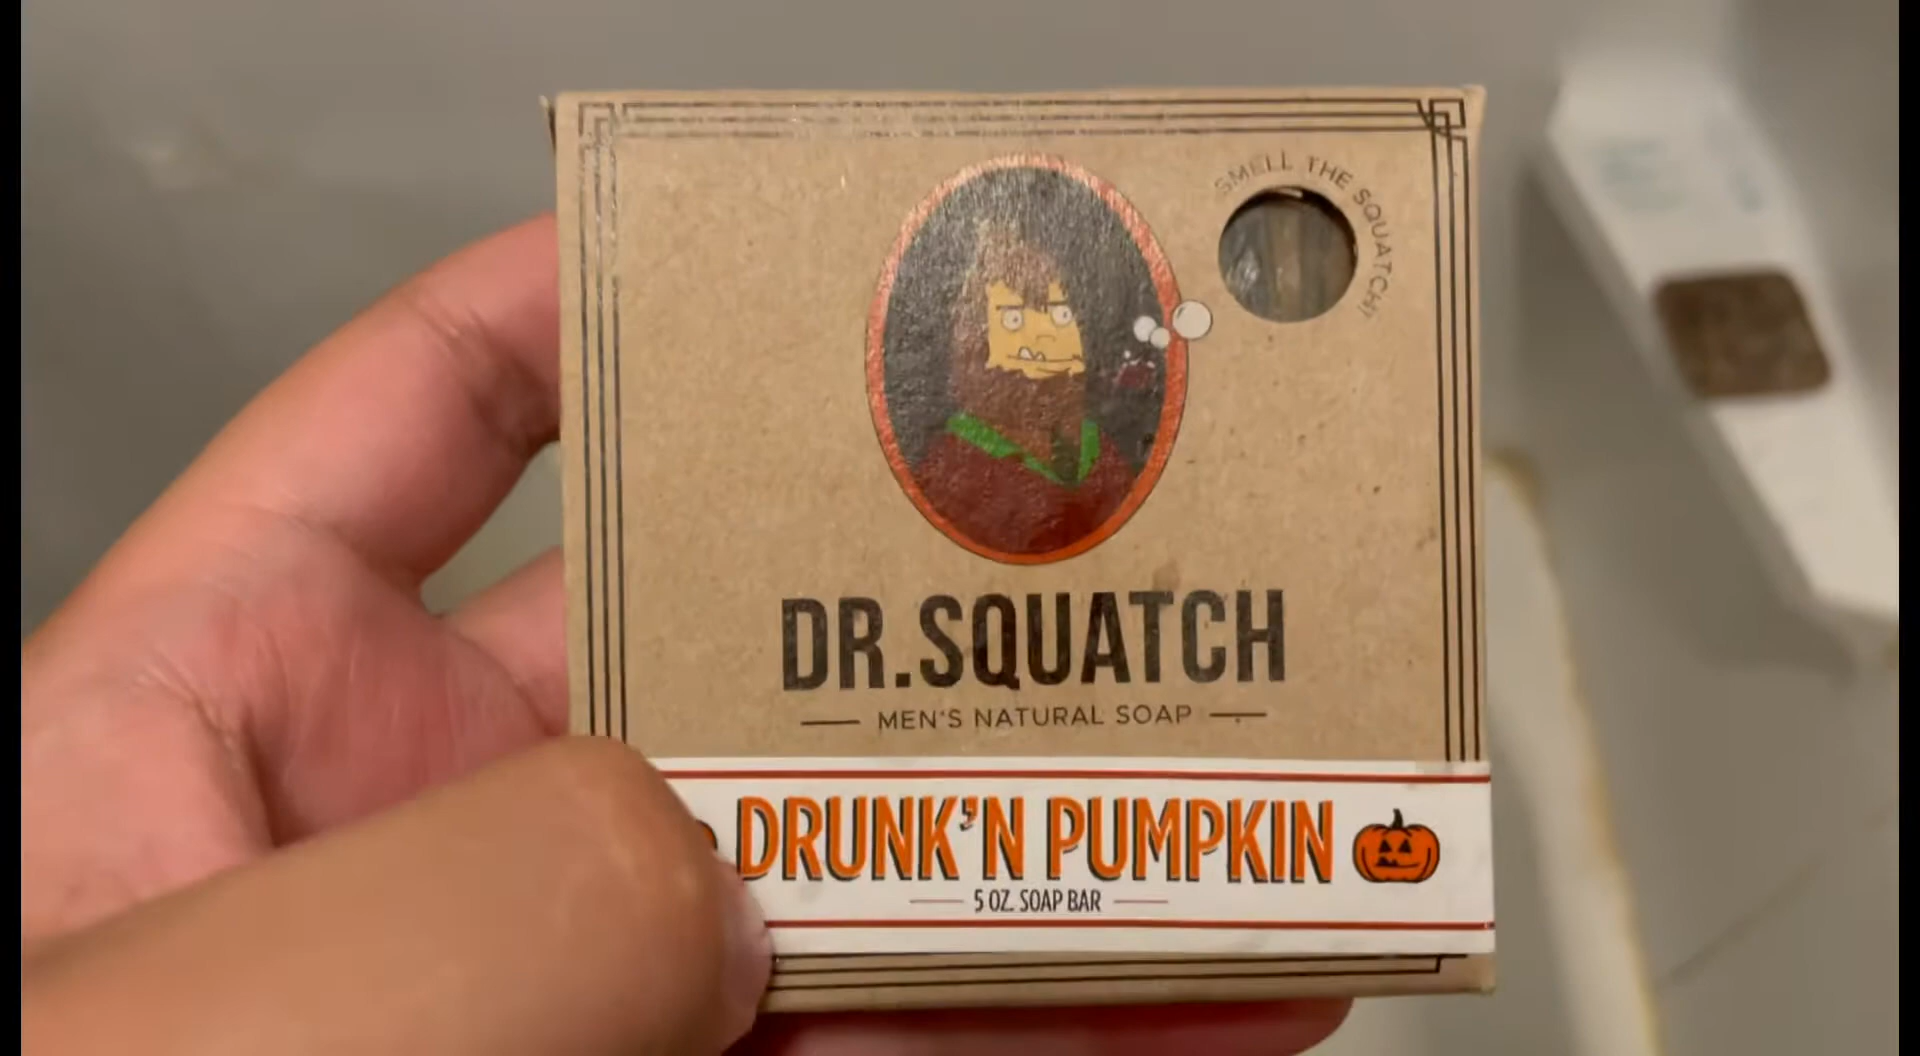 SMELL THE SQUATCH!
DR.SQUATCH
MEN'S NATURAL SOAP
DRUNK'N PUMPKIN
5 OZ. SOAP BAR